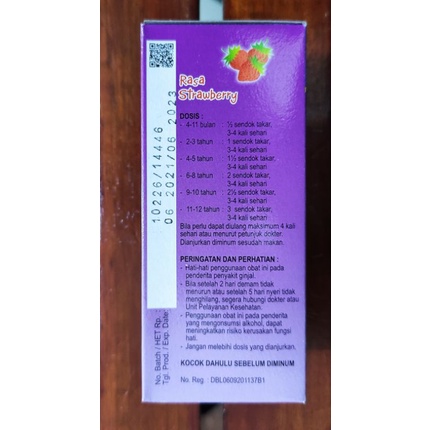 Rasa
Strawberry
DOSIS :
- 4-11 bulan : ½ sendok takar,
3-4 kali sehari
- 2-3 tahun : 1 sendok takar,
3-4 kali sehari
- 4-5 tahun : 1½ sendok takar,
3-4 kali sehari
- 6-8 tahun : 2 sendok takar,
3-4 kali sehari
- 9-10 tahun : 2½ sendok takar,
3-4 kali sehari
- 11-12 tahun : 3 sendok takar,
3-4 kali sehari
Bila perlu dapat diulang maksimum 4 kali
sehari atau menurut petunjuk dokter.
Dianjurkan diminum sesudah makan.
PERINGATAN DAN PERHATIAN :
- Hati-hati penggunaan obat ini pada
penderita penyakit ginjal.
- Bila setelah 2 hari demam tidak
menurun atau setelah 5 hari nyeri tidak
menghilang, segera hubungi dokter atau
Unit Pelayanan Kesehatan.
- Penggunaan obat ini pada penderita
yang mengonsumsi alkohol, dapat
meningkatkan risiko kerusakan fungsi
hati.
- Jangan melebihi dosis yang dianjurkan.
KOCOK DAHULU SEBELUM DIMINUM
No. Reg : DBL0609201137B1
10226/14446
06 2021/06 2023
No. Batch / HET Rp.
Tgl. Prod. / Exp. Date